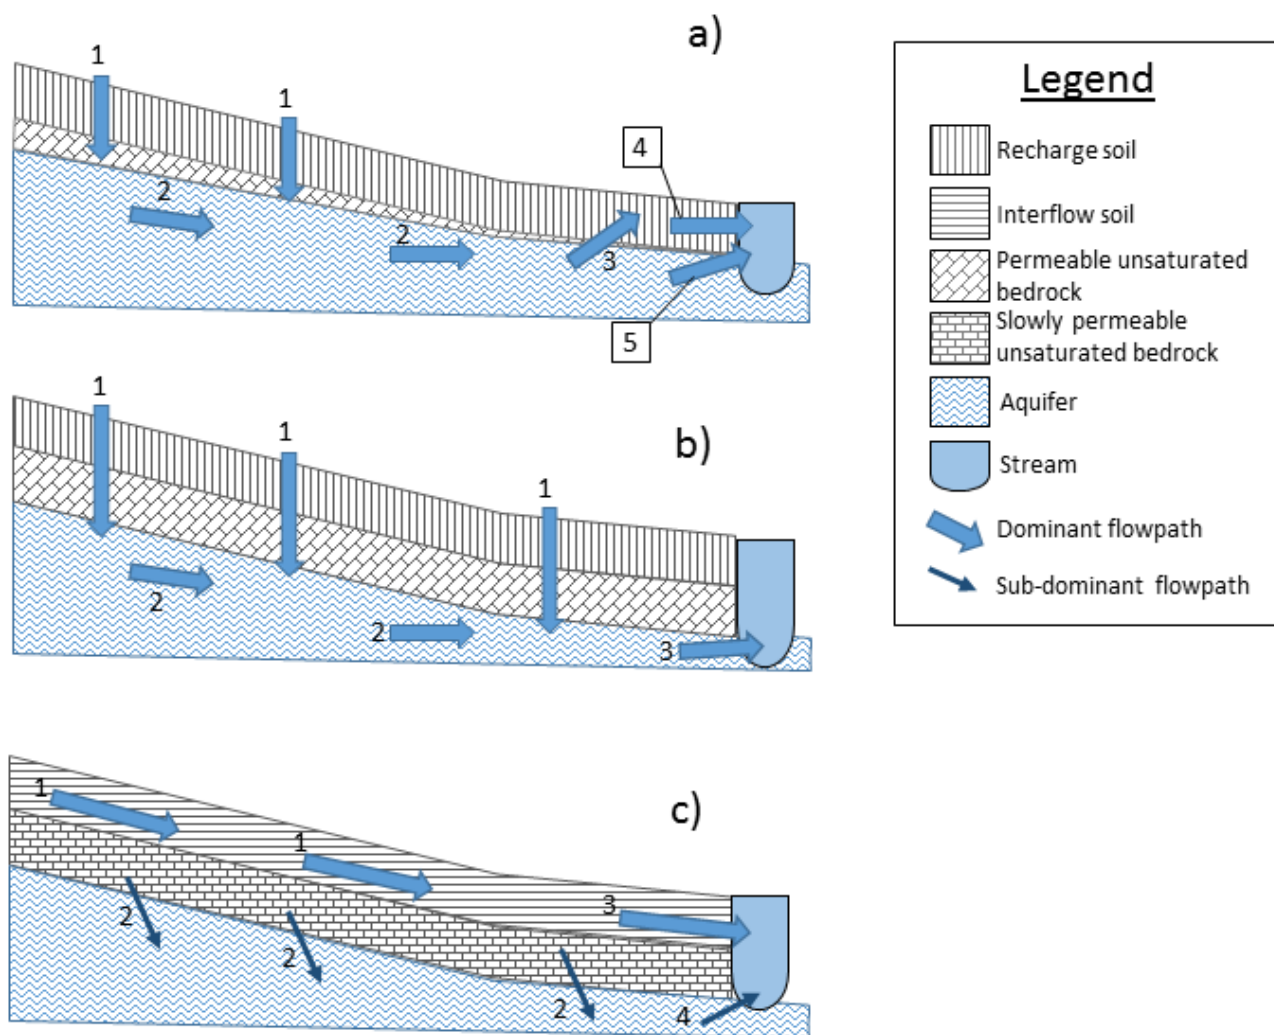 a)
1
1
2
2
3
4
5
b)
1
1
1
2
2
3
c)
1
1
3
2
2
2
4
Legend
Recharge soil
Interflow soil
Permeable unsaturated
bedrock
Slowly permeable
unsaturated bedrock
Aquifer
Stream
Dominant flowpath
Sub-dominant flowpath